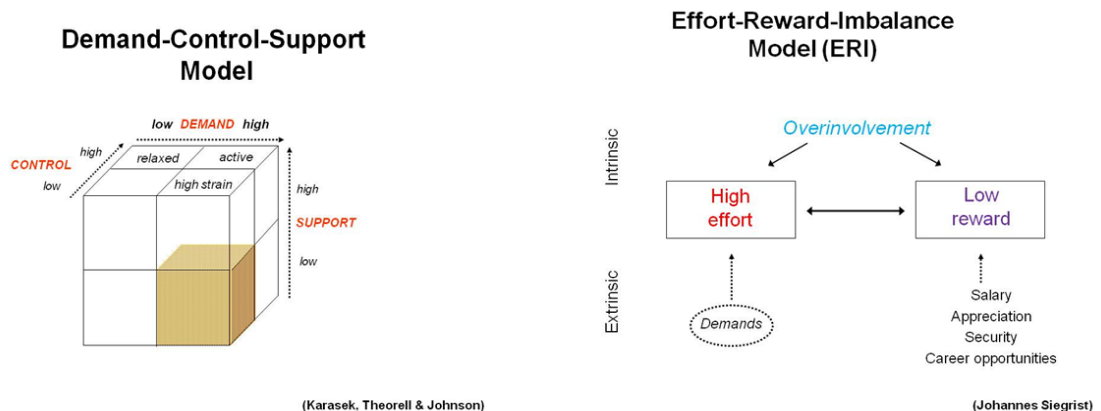 Demand-Control-Support
Model
low DEMAND high
CONTROL
high
low
relaxed
active
high strain
high
SUPPORT
low
(Karasek, Theorell & Johnson)
Effort-Reward-Imbalance
Model (ERI)
Intrinsic
Overinvolvement
High
effort
Low
reward
Extrinsic
Demands
Salary
Appreciation
Security
Career opportunities
(Johannes Siegrist)